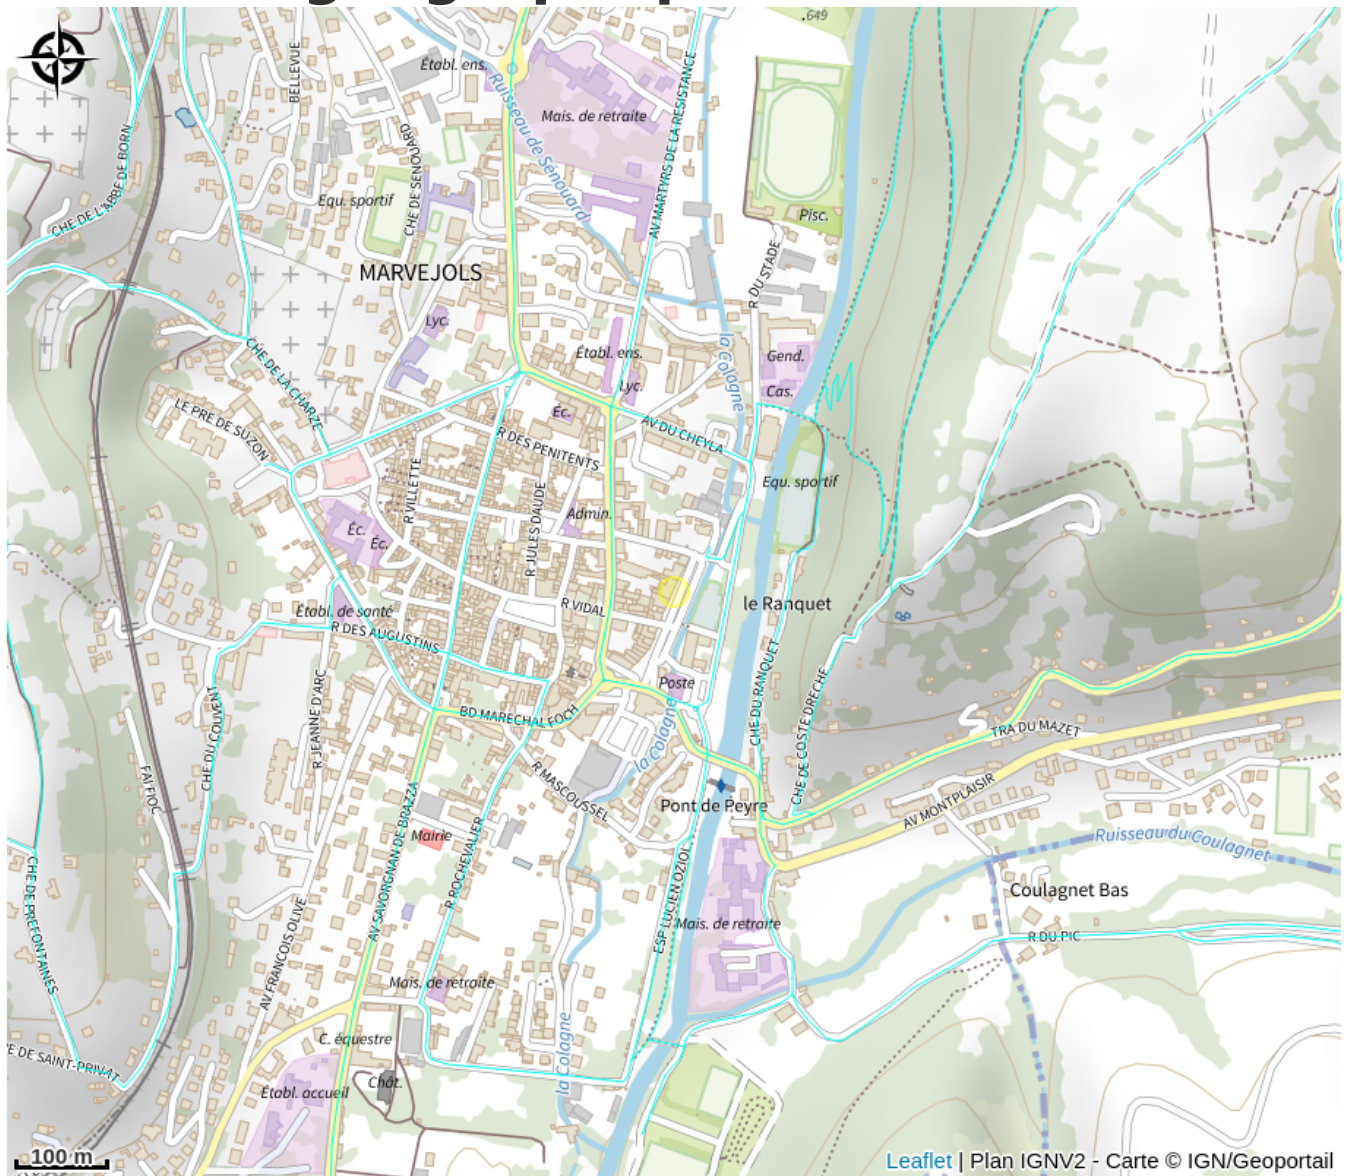 .649
Établ. ens.
BELLEVUE
Ruisseau de Sénouard
Mais. de retraite
AV MARTYRS DE LA RESISTANCE
CHE DE SENOUARD
CHE DE L'ABBE DE BORN
Equ. sportif
Pisc.
MARVEJOLS
R DU STADE
Lyc.
la Colagne
Établ. ens.
Gend.
CHE DE LA CHARZE
Lyc.
Cas.
LE PRE DE SUZON
Éc.
AV DU CHEYLA
R DES PENITENTS
R VILLETTE
Equ. sportif
R JULES DAUDE
Admin.
Éc.
Éc.
le Ranquet
Établ. de santé
R VIDAL
R DES AUGUSTINS
CHE DU RANQUET
CHE DE COSTE DRECHE
Poste
R JEANNE D'ARC
CHE DU COUVENT
BD MARECHAL FOCH
la Colagne
TRA DU MAZET
FAI FIOC
R MASCOUSSEL
Pont de Peyre
AV MONTPLAISIR
AV SAVORGNAN DE BRAZZA
Mairie
Ruisseau du Coulagnet
R ROCHEVALIER
CHE DE PREFONTAINES
Coulagnet Bas
ESP LUCIEN OZIOL
Mais. de retraite
R DU PIC
AV FRANCOIS OLIVE
Mais. de retraite
C. équestre
la Colagne
E DE SAINT-PRIVAT
Chât.
Établ. accueil
100 m
Leaflet | Plan IGNV2 - Carte © IGN/Geoportail